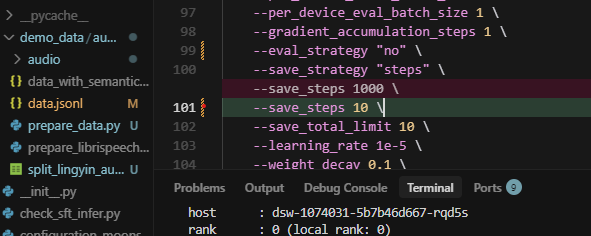 __pycache__
demo_data/au...
audio
data_with_semantic...
data.jsonl M
prepare_data.py
prepare_librispeech...
split_lingyin_au...
__init__.py
check_sft_infer.py
97 --per_device_eval_batch_size 1 \
98 --gradient_accumulation_steps 1 \
99 --eval_strategy "no" \
100 --save_strategy "steps" \
--save_steps 1000 \
101 --save_steps 10 \
102 --save_total_limit 10 \
103 --learning_rate 1e-5 \
104 --weight_decay 0.1 \
Problems Output Debug Console Terminal Ports 9
host : dsw-1074031-5b7b46d667-rqd5s
rank : 0 (local rank: 0)